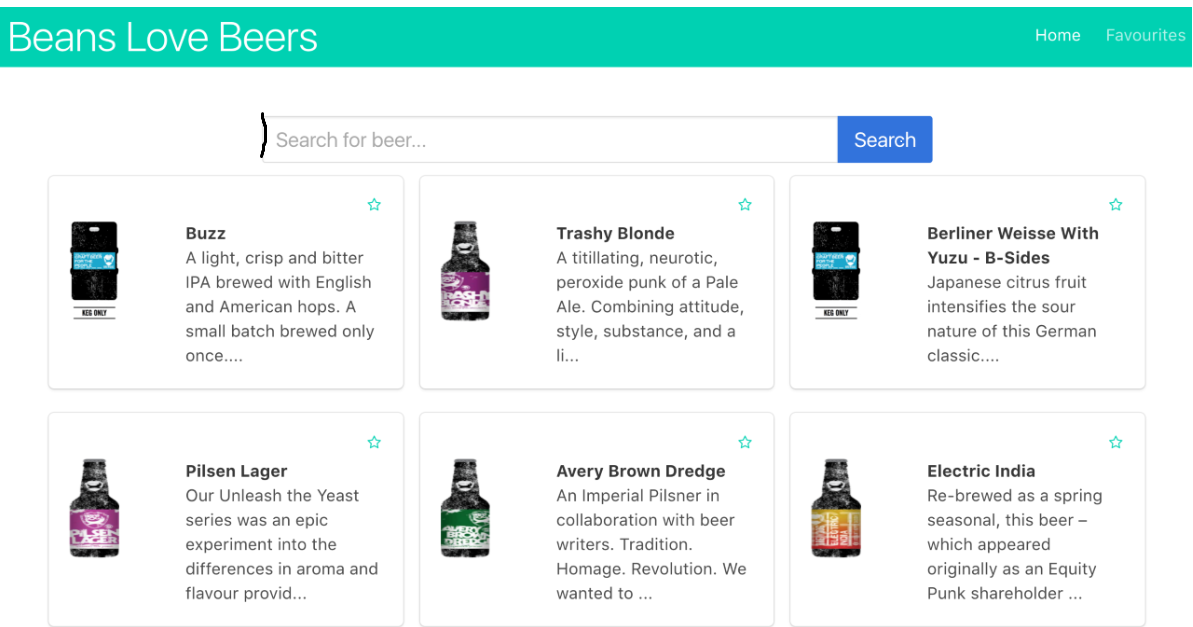 Beans Love Beers
Home Favourites
Search for beer...
Search
Buzz
A light, crisp and bitter
IPA brewed with English
and American hops. A
small batch brewed only
once....
KEG ONLY
Trashy Blonde
A titillating, neurotic,
peroxide punk of a Pale
Ale. Combining attitude,
style, substance, and a
li...
Berliner Weisse With
Yuzu - B-Sides
Japanese citrus fruit
intensifies the sour
nature of this German
classic....
KEG ONLY
Pilsen Lager
Our Unleash the Yeast
series was an epic
experiment into the
differences in aroma and
flavour provid...
PILSEN
LAGER
Avery Brown Dredge
An Imperial Pilsner in
collaboration with beer
writers. Tradition.
Homage. Revolution. We
wanted to ...
AVERY
BROWN
DREDGE
Electric India
Re-brewed as a spring
seasonal, this beer –
which appeared
originally as an Equity
Punk shareholder ...